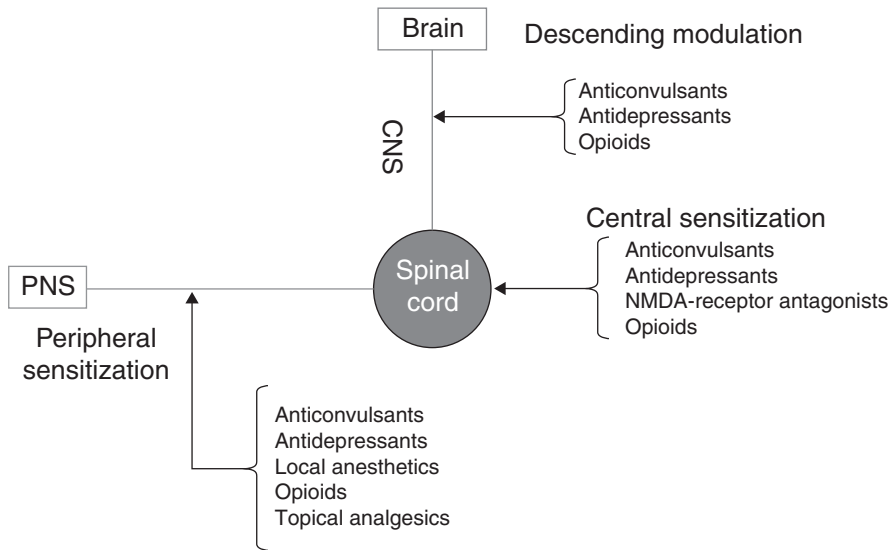 Brain
Descending modulation
Anticonvulsants
Antidepressants
Opioids
CNS
Central sensitization
Anticonvulsants
Antidepressants
NMDA-receptor antagonists
Opioids
Spinal
cord
PNS
Peripheral
sensitization
Anticonvulsants
Antidepressants
Local anesthetics
Opioids
Topical analgesics